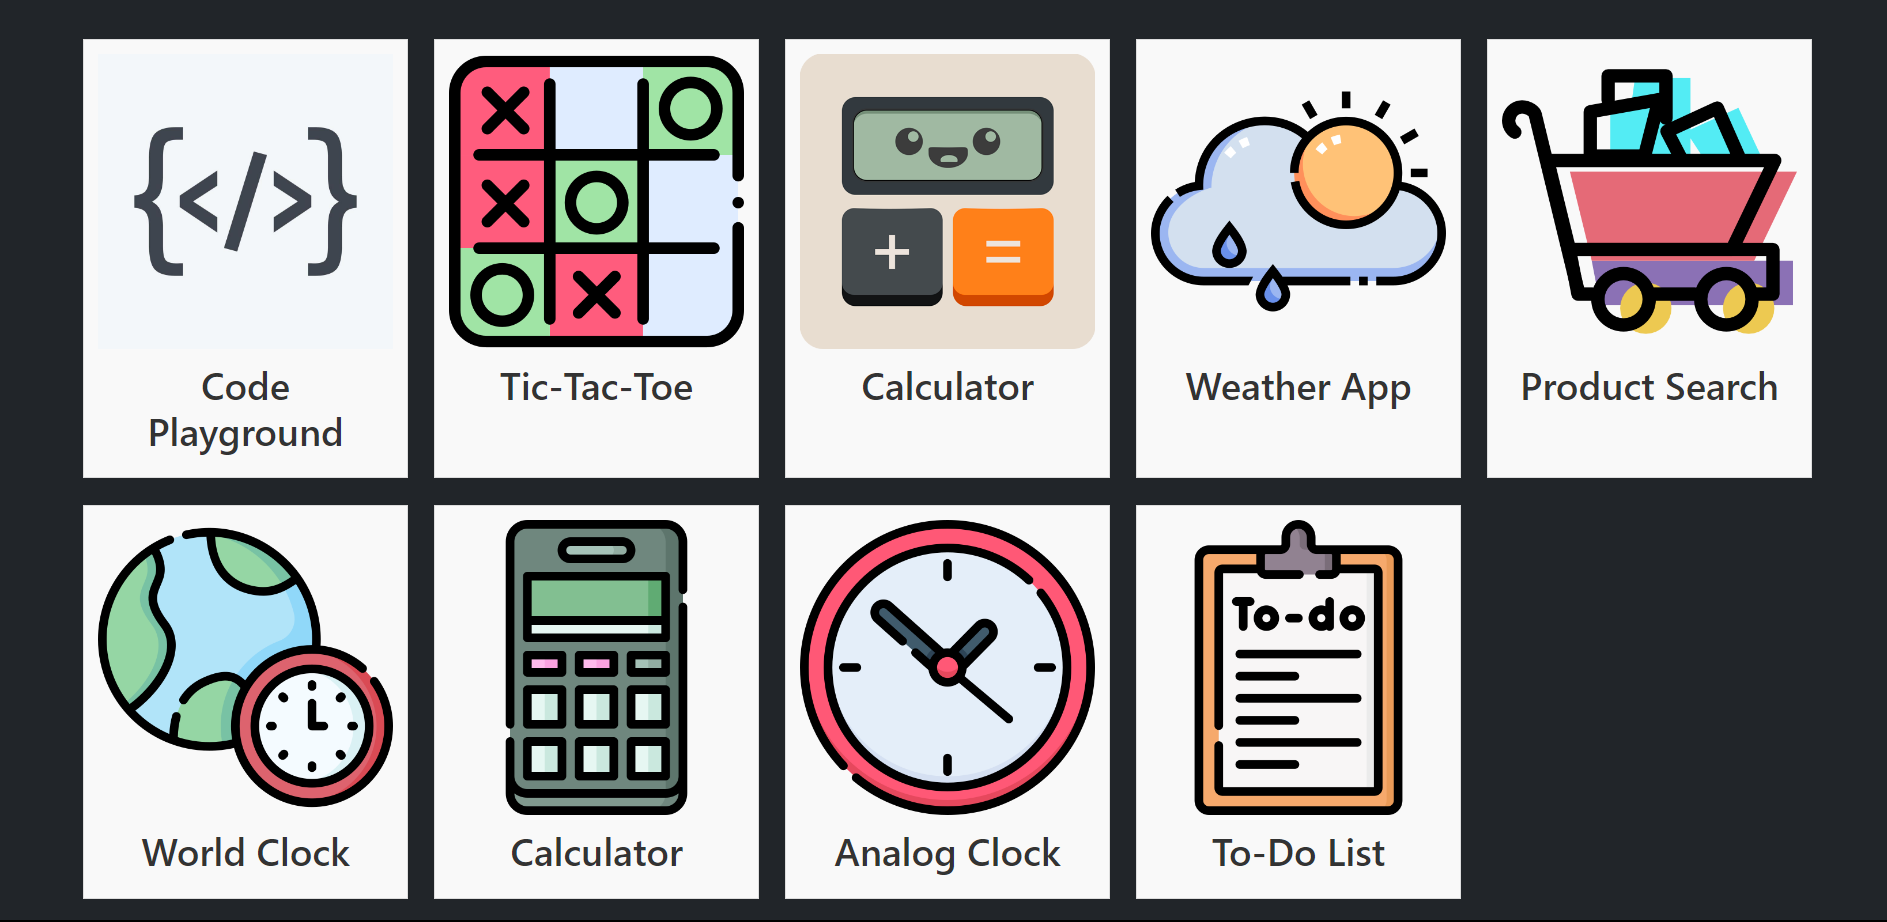 {</>}
Code
Playground
Tic-Tac-Toe
+ =
Calculator
Weather App
Product Search
World Clock
Calculator
Analog Clock
To-do
To-Do List